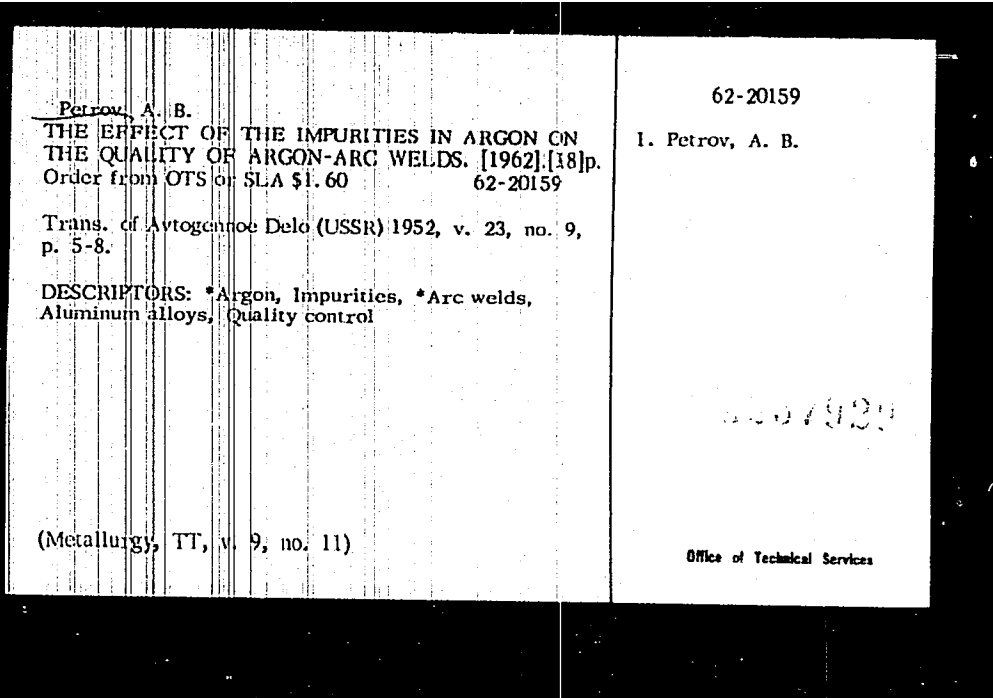 Petrov, A. B.
THE EFFECT OF THE IMPURITIES IN ARGON ON
THE QUALITY OF ARGON-ARC WELDS. [1962].[18]p.
Order from OTS or SLA $1.60 62-20159
Trans. of Avtogennoe Delo (USSR) 1952, v. 23, no. 9,
p. 5-8.
DESCRIPTORS: *Argon, Impurities, *Arc welds,
Aluminum alloys, Quality control
(Metallurgy, TT, v. 9, no. 11)
62-20159
I. Petrov, A. B.
Office of Technical Services